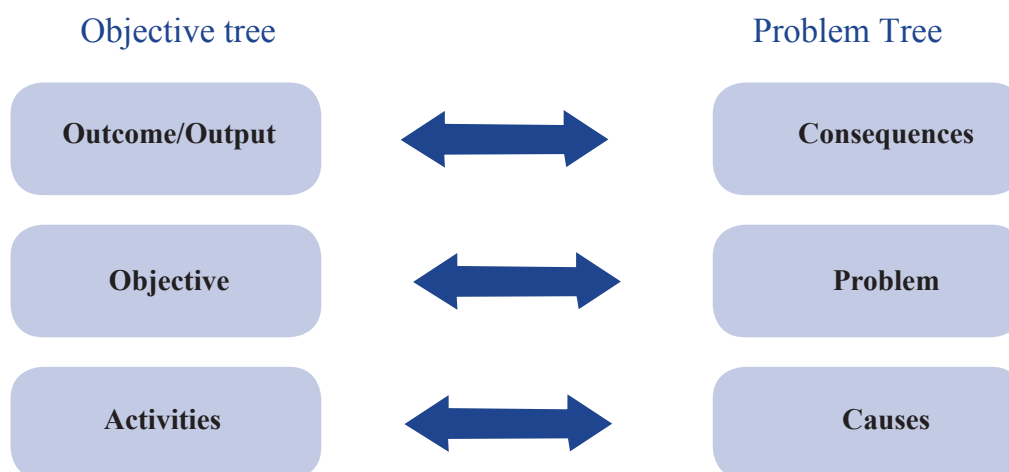 Objective tree
Problem Tree
Outcome/Output
Consequences
Objective
Problem
Activities
Causes